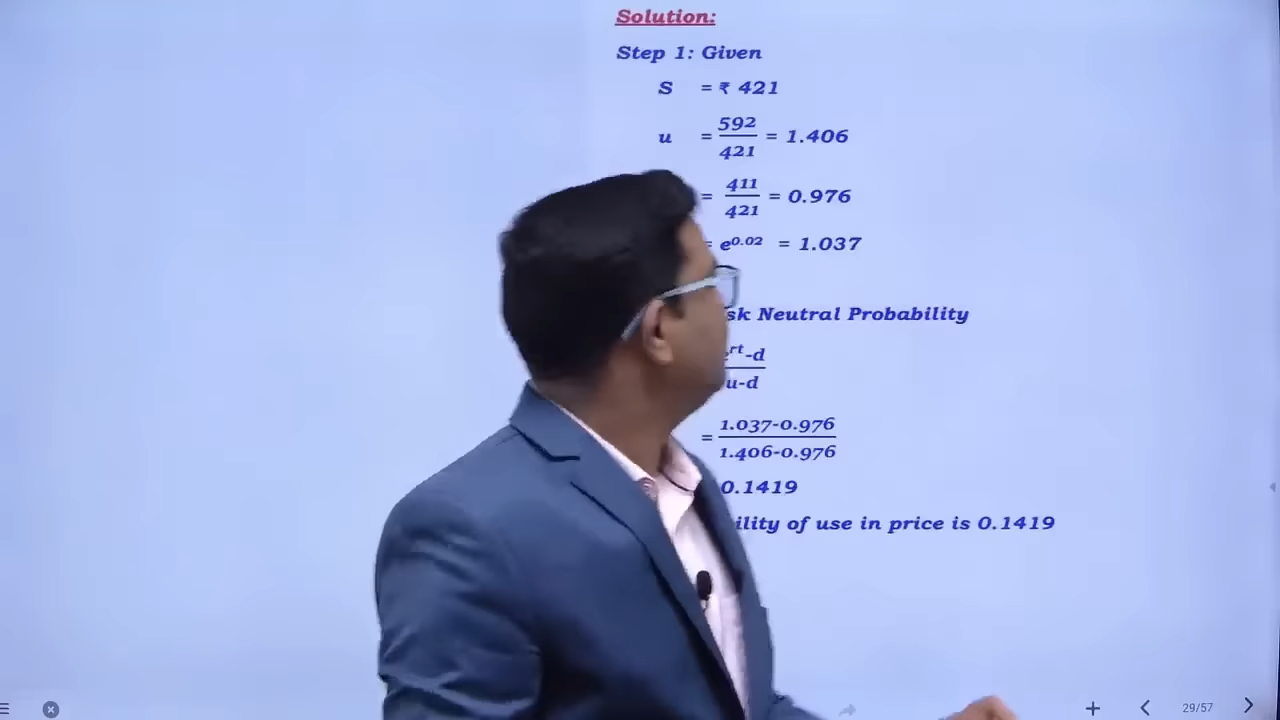 Solution:
Step 1: Given
S = ₹ 421
u = 592/421 = 1.406
= 411/421 = 0.976
= e^0.02 = 1.037
Neutral Probability
rt -d
u-d
= 1.037-0.976
1.406-0.976
0.1419
of use in price is 0.1419
29/57